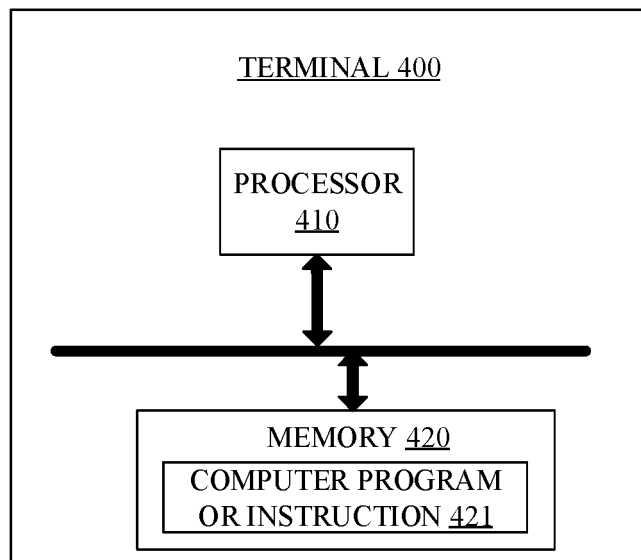 TERMINAL 400
PROCESSOR
410
MEMORY 420
COMPUTER PROGRAM
OR INSTRUCTION 421